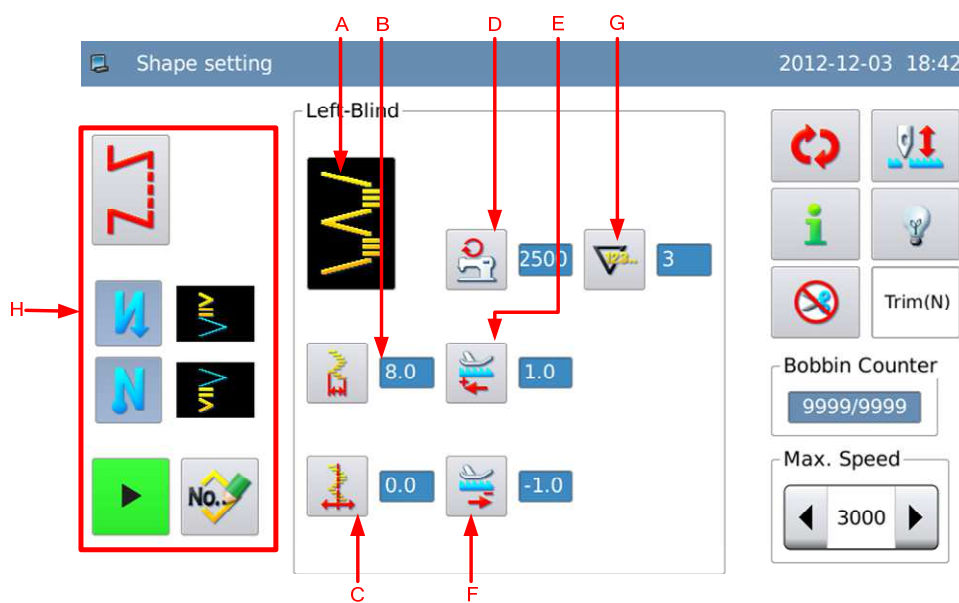 A B D E G
Shape setting 2012-12-03 18:42
Left-Blind
2500 123... 3
H
Trim(N)
8.0 1.0
Bobbin Counter
9999/9999
No..
0.0 -1.0
Max. Speed
3000
C F